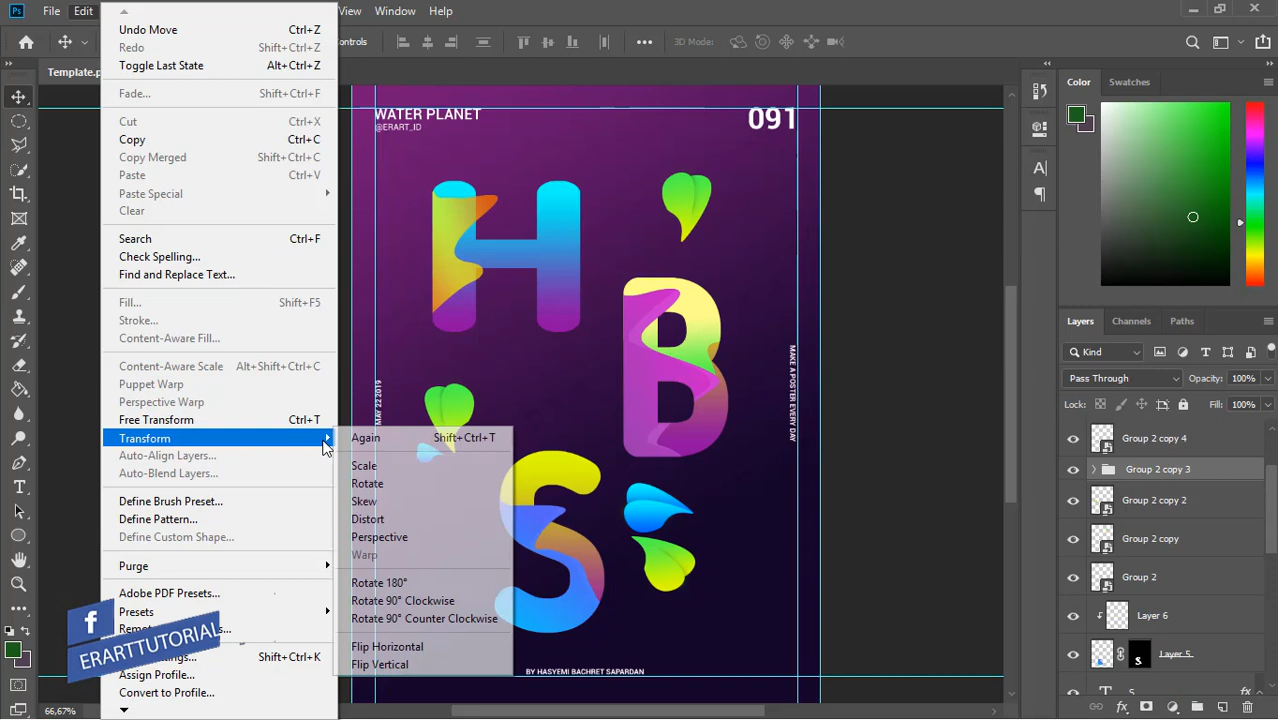 Ps File Edit View Window Help
ontrols 3D Mode:
Template.p
Undo Move Ctrl+Z
Redo Shift+Ctrl+Z
Toggle Last State Alt+Ctrl+Z
Fade... Shift+Ctrl+F
Cut Ctrl+X
Copy Ctrl+C
Copy Merged Shift+Ctrl+C
Paste Ctrl+V
Paste Special
Clear
Search Ctrl+F
Check Spelling...
Find and Replace Text...
Fill... Shift+F5
Stroke...
Content-Aware Fill...
Content-Aware Scale Alt+Shift+Ctrl+C
Puppet Warp
Perspective Warp
Free Transform Ctrl+T
Transform
Auto-Align Layers...
Auto-Blend Layers...
Define Brush Preset...
Define Pattern...
Define Custom Shape...
Purge
Adobe PDF Presets...
Presets
Shift+Ctrl+K
Assign Profile...
Convert to Profile...
Again Shift+Ctrl+T
Scale
Rotate
Skew
Distort
Perspective
Warp
Rotate 180°
Rotate 90° Clockwise
Rotate 90° Counter Clockwise
Flip Horizontal
Flip Vertical
WATER PLANET
@ERART_ID
091
H
B
S
MAY 22 2019
MAKE A POSTER EVERY DAY
BY HASYEMI BACHRET SAPARDAN
f
ERARTTUTORIAL
66,67%
Color Swatches
Layers Channels Paths
Kind
Pass Through Opacity: 100%
Lock: Fill: 100%
Group 2 copy 4
Group 2 copy 3
Group 2 copy 2
Group 2 copy
Group 2
Layer 6
Layer 5
T
fx